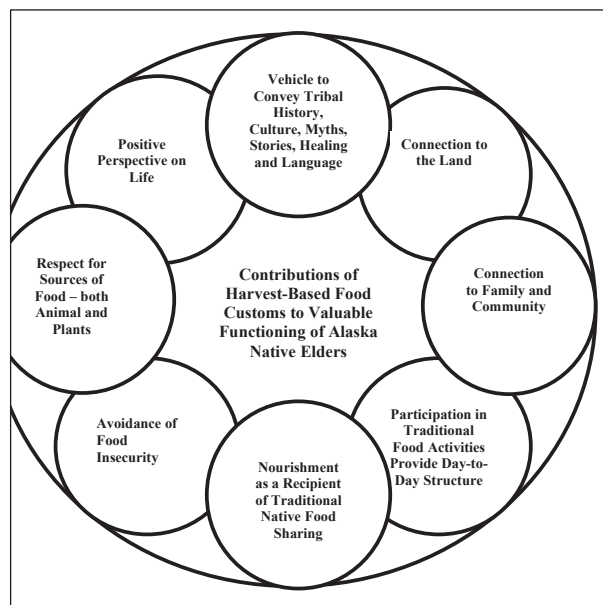 Vehicle to
Convey Tribal
History,
Culture, Myths,
Stories, Healing
and Language
Connection to
the Land
Connection
to Family and
Community
Participation in
Traditional
Food Activities
Provide Day-to-
Day Structure
Nourishment
as a Recipient
of Traditional
Native Food
Sharing
Avoidance of
Food
Insecurity
Respect for
Sources of
Food – both
Animal and
Plants
Positive
Perspective on
Life
Contributions of
Harvest-Based Food
Customs to Valuable
Functioning of Alaska
Native Elders